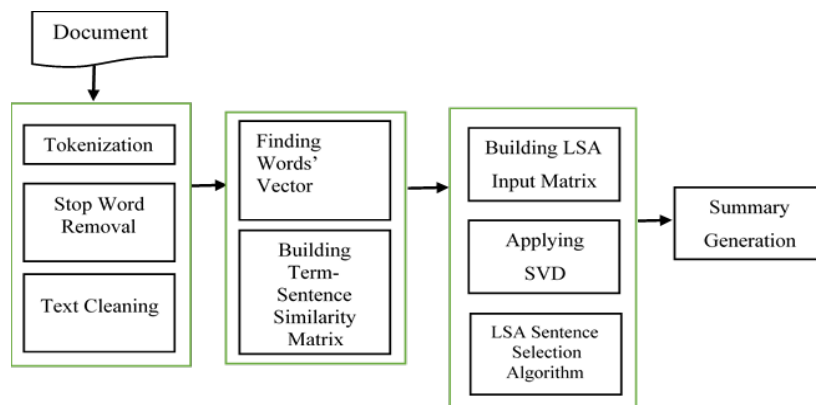 Document
Tokenization
Stop Word
Removal
Text Cleaning
Finding
Words’
Vector
Building
Term-
Sentence
Similarity
Matrix
Building LSA
Input Matrix
Applying
SVD
LSA Sentence
Selection
Algorithm
Summary
Generation